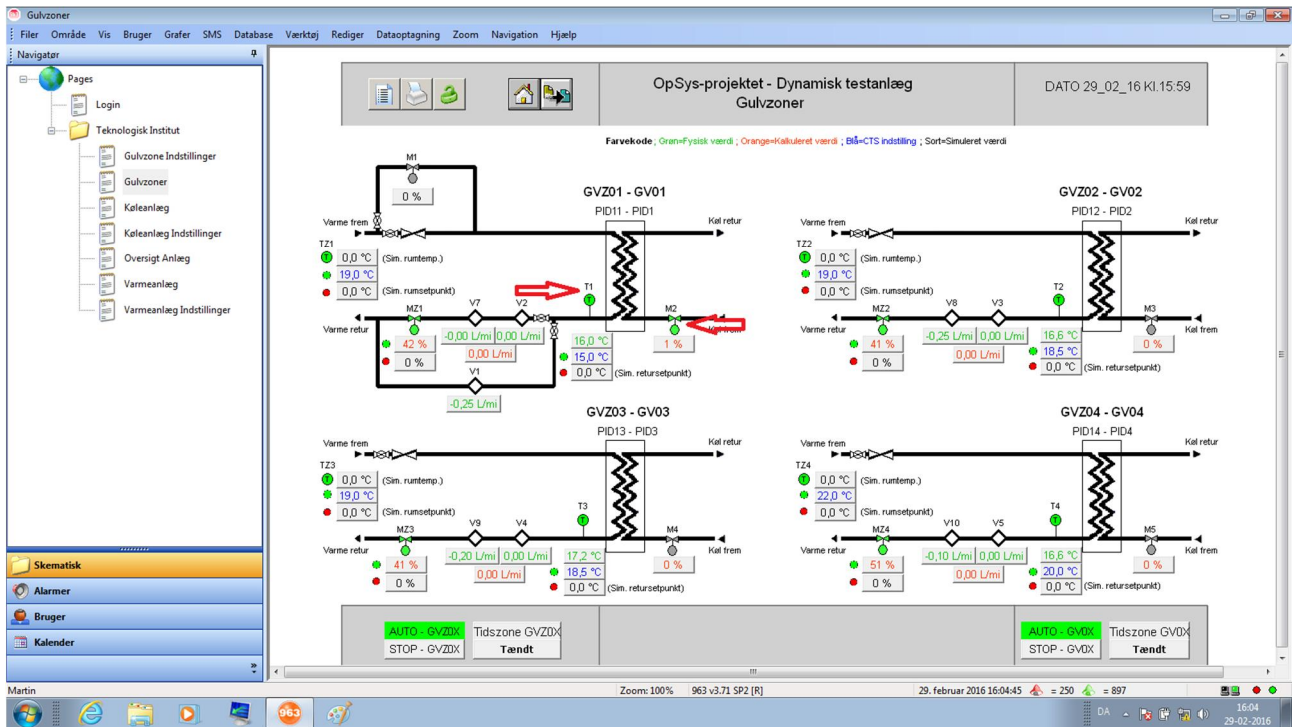 Gulvzoner
Filer Område Vis Bruger Grafer SMS Database Værktøj Rediger Dataoptagning Zoom Navigation Hjælp
Navigatør
Pages
Login
Teknologisk Institut
Gulvzone Indstillinger
Gulvzoner
Køleanlæg
Køleanlæg Indstillinger
Oversigt Anlæg
Varmeanlæg
Varmeanlæg Indstillinger
Skematisk
Alarmer
Bruger
Kalender
OpSys-projektet - Dynamisk testanlæg
Gulvzoner
DATO 29_02_16 Kl.15:59
Farvekode ; Grøn=Fysisk værdi ; Orange=Kalkuleret værdi ; Blå=CTS indstilling ; Sort=Simuleret værdi
M1
0 %
GVZ01 - GV01
PID11 - PID1
Varme frem
Køl retur
TZ1
T
0,0 °C (Sim. rumtemp.)
19,0 °C
0,0 °C (Sim. rumsetpunkt)
T1
T
MZ1
V7
V2
M2
Varme retur
Køl frem
42 %
0 %
-0,00 L/mi
0,00 L/mi
0,00 L/mi
16,0 °C
15,0 °C
0,0 °C (Sim. retursetpunkt)
1 %
V1
-0,25 L/mi
GVZ02 - GV02
PID12 - PID2
Varme frem
Køl retur
TZ2
T
0,0 °C (Sim. rumtemp.)
19,0 °C
0,0 °C (Sim. rumsetpunkt)
T2
T
MZ2
V8
V3
M3
Varme retur
Køl frem
41 %
0 %
-0,25 L/mi
0,00 L/mi
0,00 L/mi
16,6 °C
18,5 °C
0,0 °C (Sim. retursetpunkt)
0 %
GVZ03 - GV03
PID13 - PID3
Varme frem
Køl retur
TZ3
T
0,0 °C (Sim. rumtemp.)
19,0 °C
0,0 °C (Sim. rumsetpunkt)
T3
T
MZ3
V9
V4
M4
Varme retur
Køl frem
41 %
0 %
-0,20 L/mi
0,00 L/mi
0,00 L/mi
17,2 °C
18,5 °C
0,0 °C (Sim. retursetpunkt)
0 %
GVZ04 - GV04
PID14 - PID4
Varme frem
Køl retur
TZ4
T
0,0 °C (Sim. rumtemp.)
22,0 °C
0,0 °C (Sim. rumsetpunkt)
T4
T
MZ4
V10
V5
M5
Varme retur
Køl frem
51 %
0 %
-0,10 L/mi
0,00 L/mi
0,00 L/mi
16,6 °C
20,0 °C
0,0 °C (Sim. retursetpunkt)
0 %
AUTO - GVZ0X
STOP - GVZ0X
Tidszone GVZ0X
Tændt
AUTO - GV0X
STOP - GV0X
Tidszone GV0X
Tændt
Martin
Zoom: 100%
963 v3.71 SP2 [R]
29. februar 2016 16:04:45
= 250
= 897
963
DA
16:04
29-02-2016